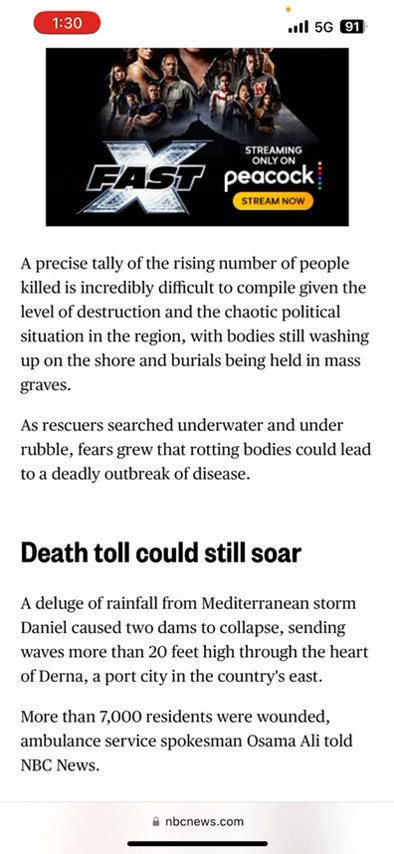 1:30
5G 91
STREAMING
ONLY ON
FAST X
peacock
STREAM NOW
A precise tally of the rising number of people
killed is incredibly difficult to compile given the
level of destruction and the chaotic political
situation in the region, with bodies still washing
up on the shore and burials being held in mass
graves.
As rescuers searched underwater and under
rubble, fears grew that rotting bodies could lead
to a deadly outbreak of disease.
Death toll could still soar
A deluge of rainfall from Mediterranean storm
Daniel caused two dams to collapse, sending
waves more than 20 feet high through the heart
of Derna, a port city in the country's east.
More than 7,000 residents were wounded,
ambulance service spokesman Osama Ali told
NBC News.
nbcnews.com